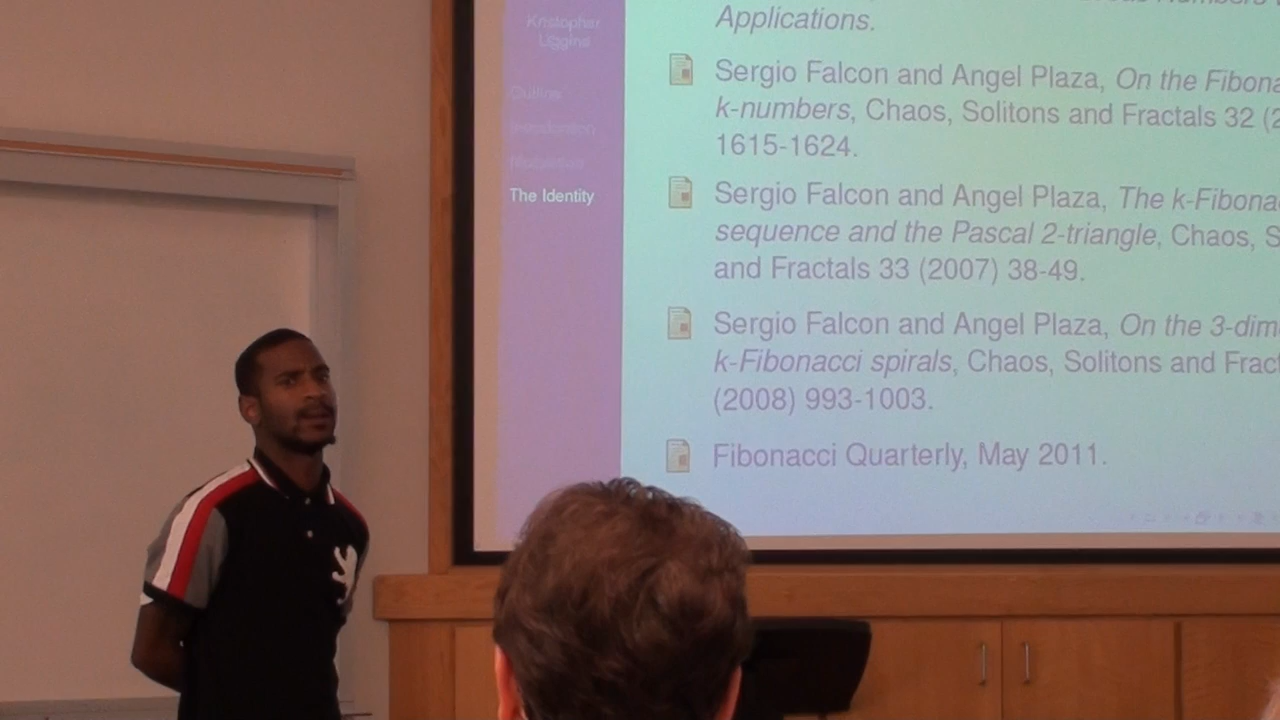 Kristopher
Liggins
Outline
The Identity
Applications.
Sergio Falcon and Angel Plaza, On the Fibona
k-numbers, Chaos, Solitons and Fractals 32 (2
1615-1624.
Sergio Falcon and Angel Plaza, The k-Fibona
sequence and the Pascal 2-triangle, Chaos, S
and Fractals 33 (2007) 38-49.
Sergio Falcon and Angel Plaza, On the 3-dim
k-Fibonacci spirals, Chaos, Solitons and Fract
(2008) 993-1003.
Fibonacci Quarterly, May 2011.